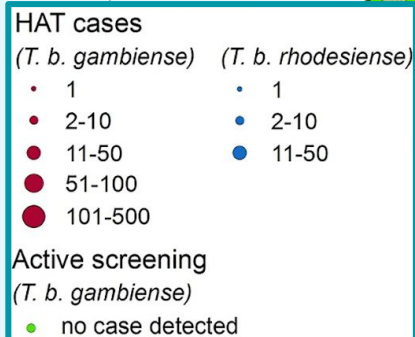 HAT cases
(T. b. gambiense) (T. b. rhodesiense)
1 1
2-10 2-10
11-50 11-50
51-100
101-500
Active screening
(T. b. gambiense)
no case detected